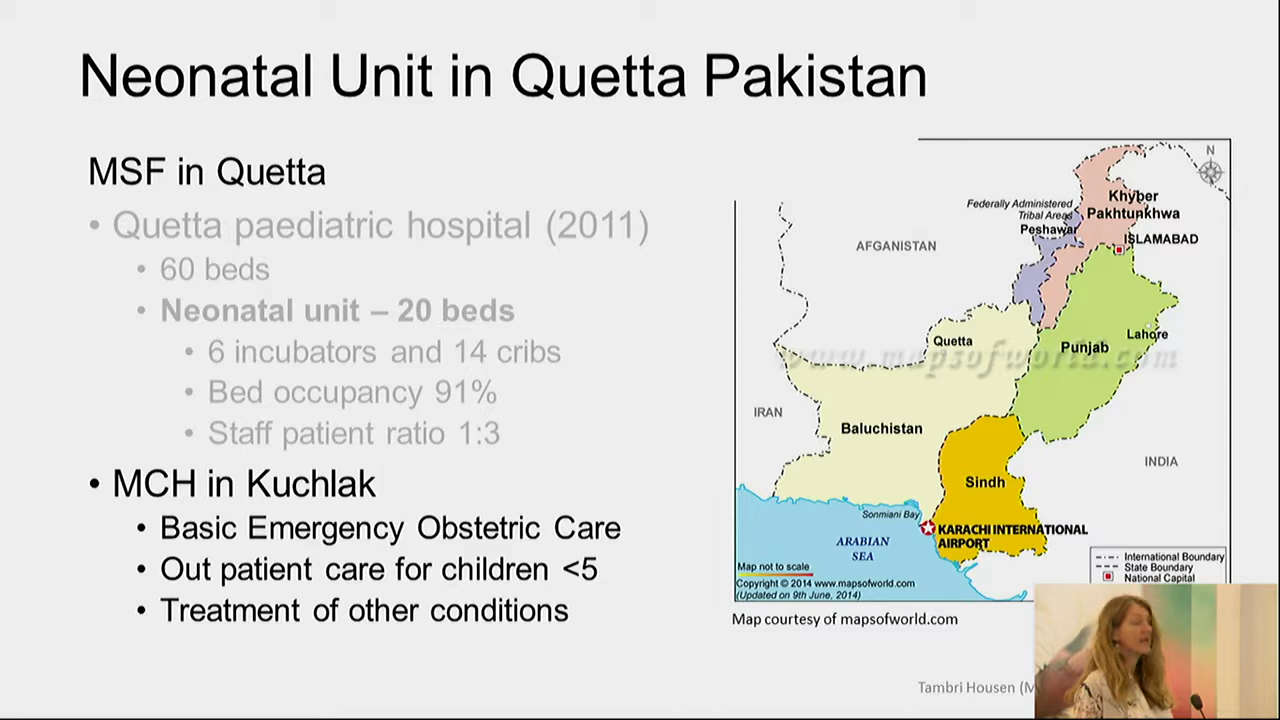 Neonatal Unit in Quetta Pakistan
MSF in Quetta
• Quetta paediatric hospital (2011)
• 60 beds
• Neonatal unit – 20 beds
• 6 incubators and 14 cribs
• Bed occupancy 91%
• Staff patient ratio 1:3
• MCH in Kuchlak
• Basic Emergency Obstetric Care
• Out patient care for children <5
• Treatment of other conditions
N
Khyber
Pakhtunkhwa
Federally Administered
Tribal Areas
Peshawar
ISLAMABAD
AFGANISTAN
Lahore
Quetta
Punjab
www.mapsofworld.com
IRAN
Baluchistan
INDIA
Sindh
Sonmiani Bay
KARACHI INTERNATIONAL
AIRPORT
ARABIAN
SEA
International Boundary
State Boundary
National Capital
Map not to scale
Copyright © 2014 www.mapsofworld.com
(Updated on 9th June, 2014)
Map courtesy of mapsofworld.com
Tambri Housen (M